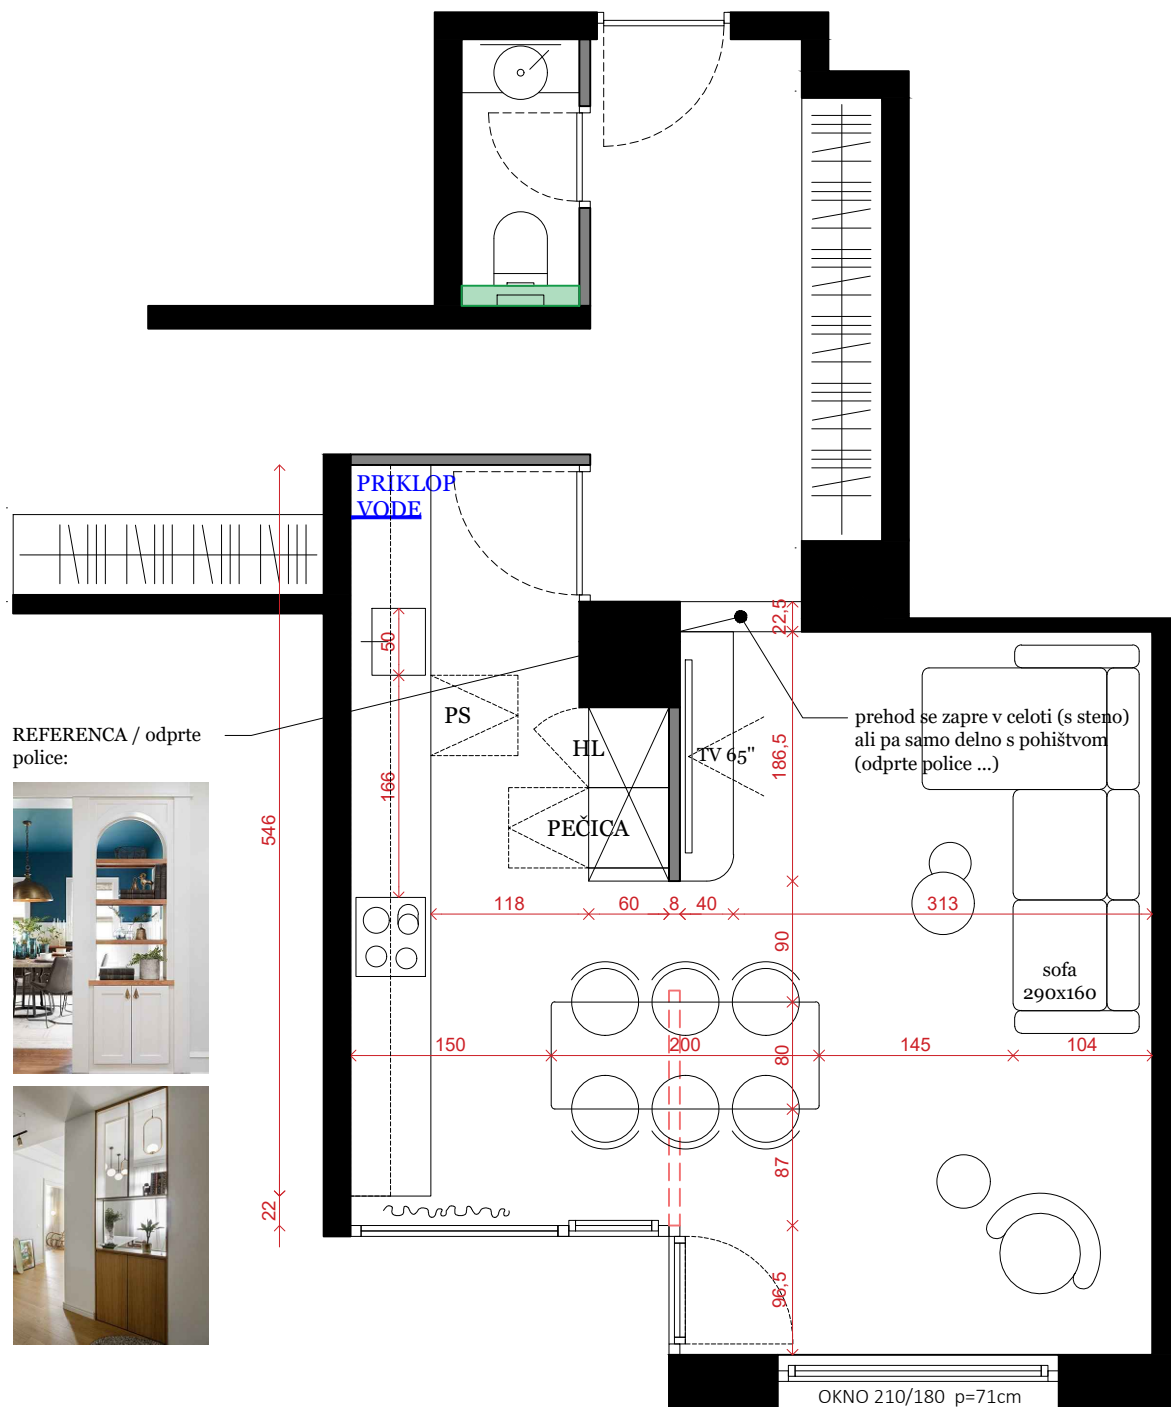 PRIKLOP
VODE
22,5
50
PS
REFERENCA / odprte
police:
prehod se zapre v celoti (s steno)
ali pa samo delno s pohištvom
(odprte police ...)
HL
TV 65"
186,5
166
PEČICA
546
118
60
8
40
313
90
sofa
290x160
150
200
80
145
104
87
22
96,5
OKNO 210/180 p=71cm